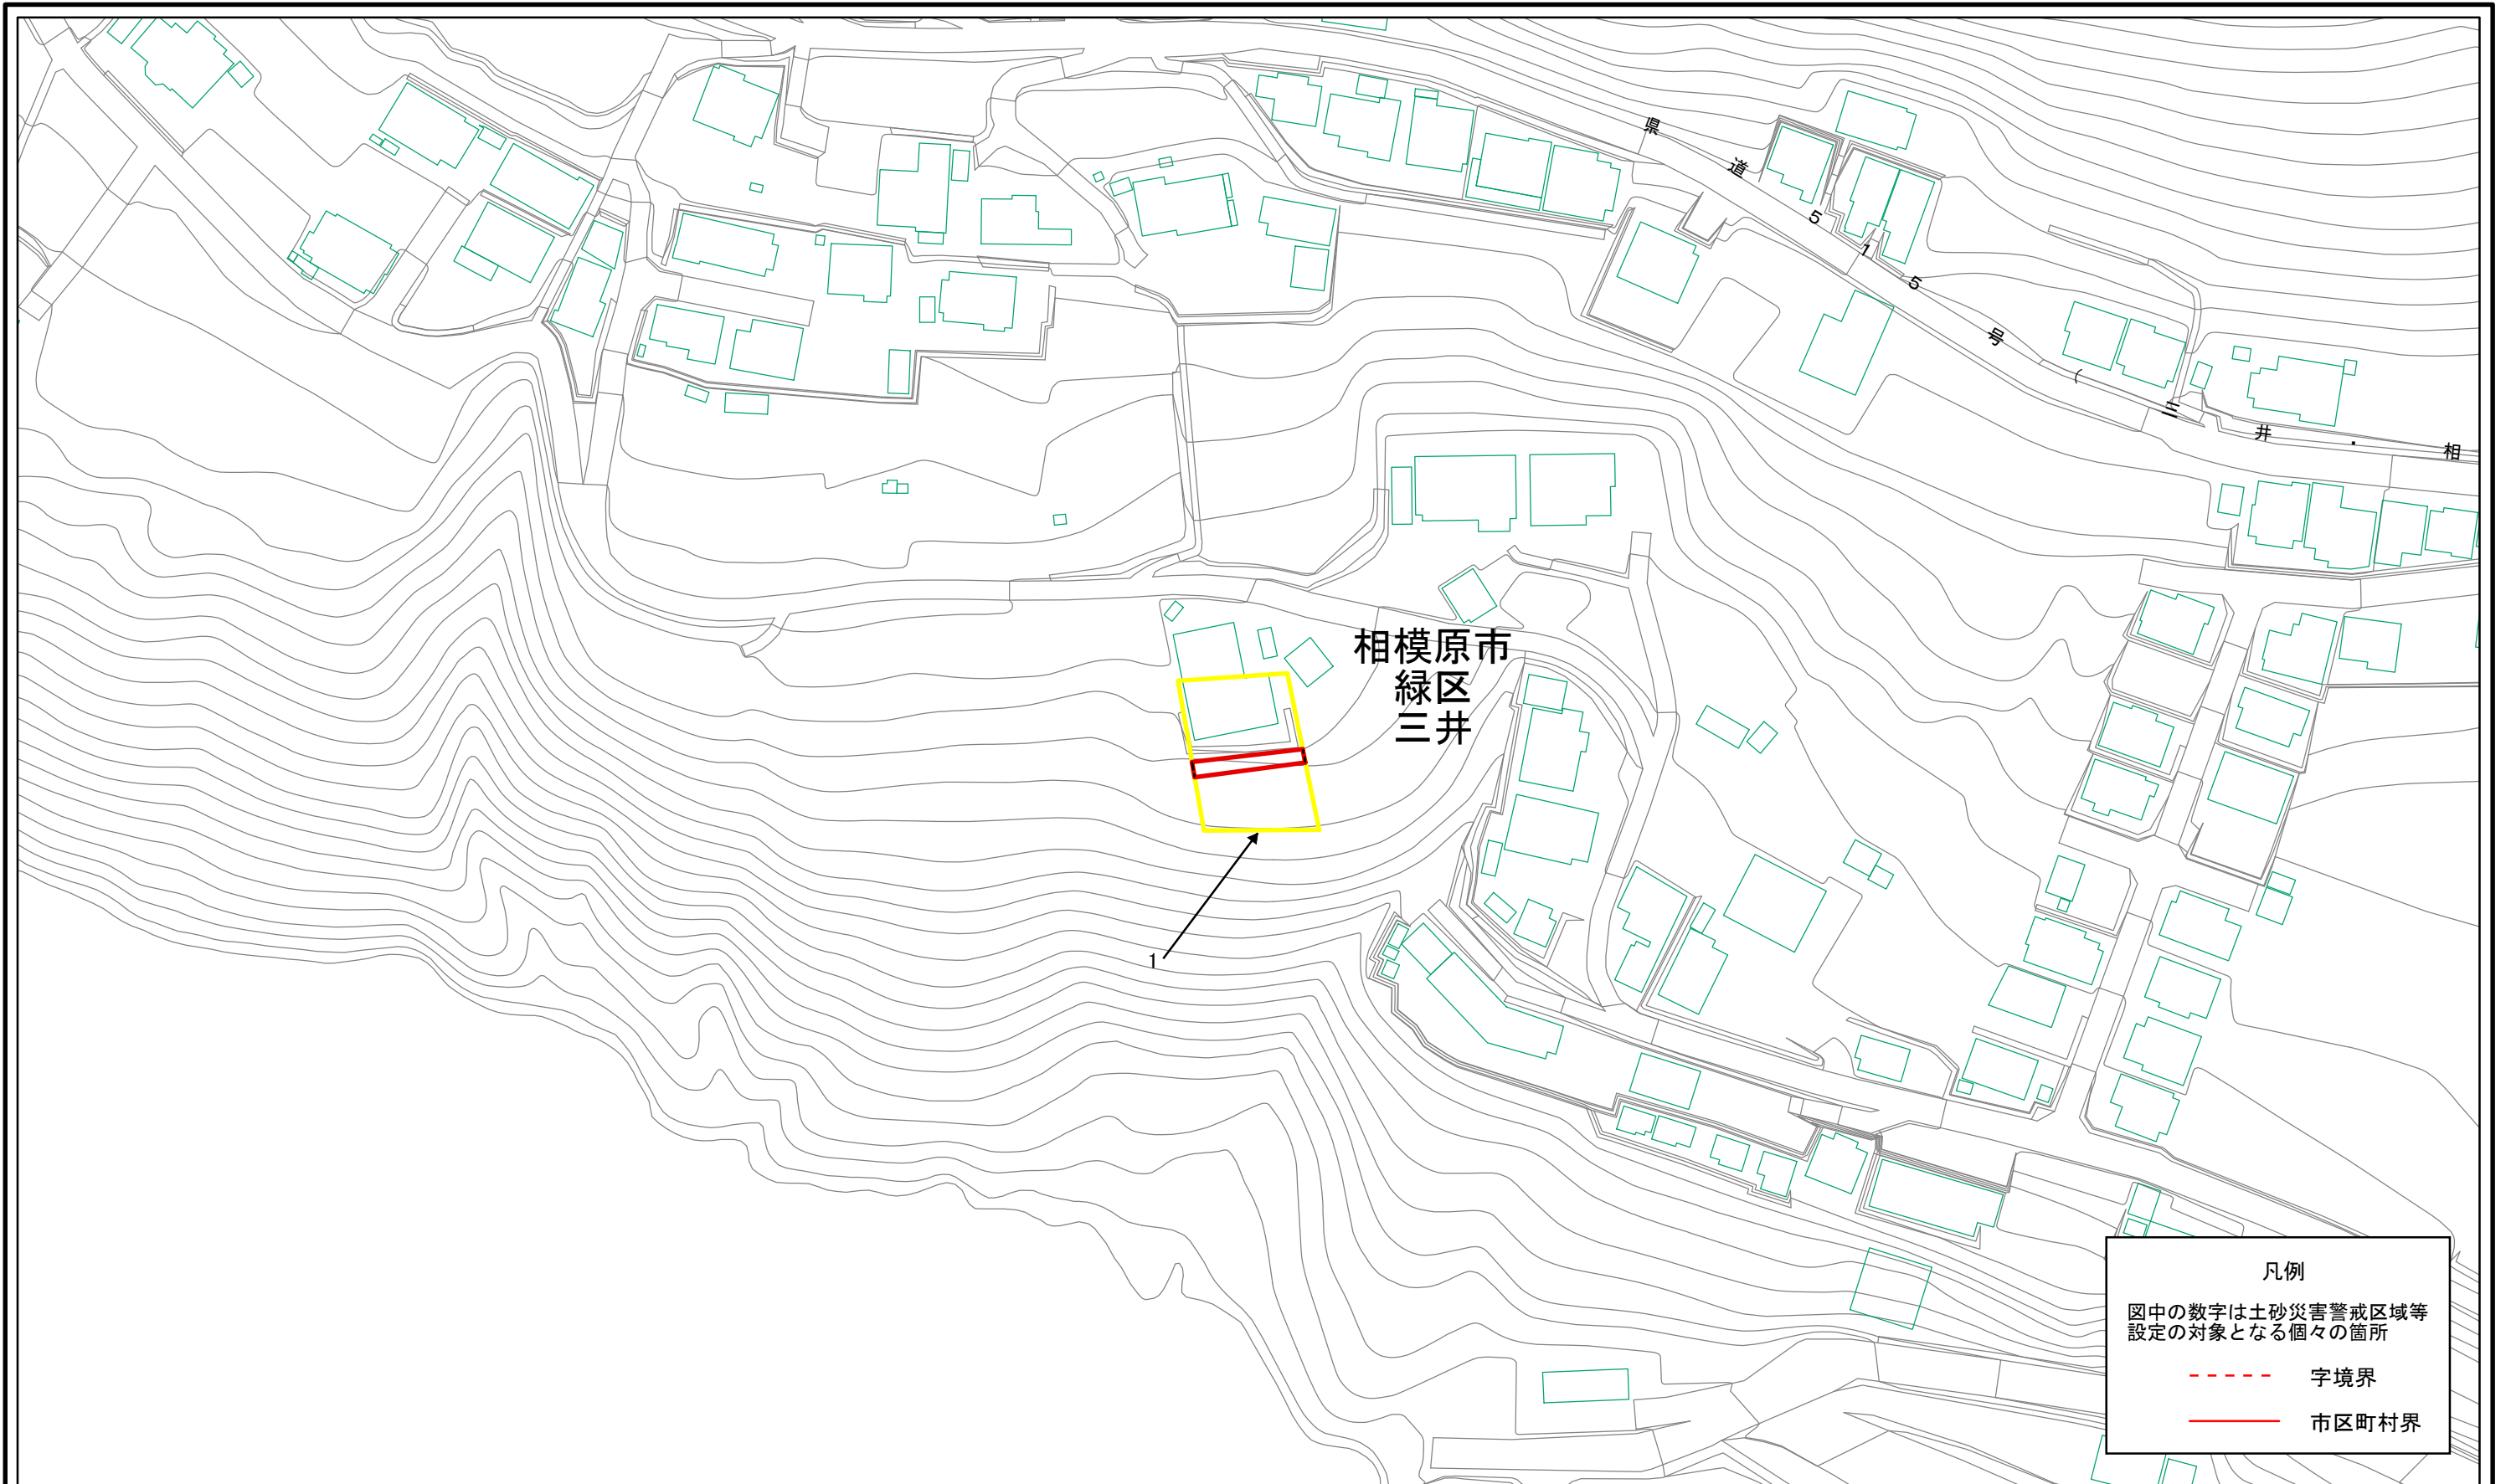 県道515号(三井・相
相模原市
緑区
三井
1
凡例
図中の数字は土砂災害警戒区域等
設定の対象となる個々の箇所
字境界
市区町村界